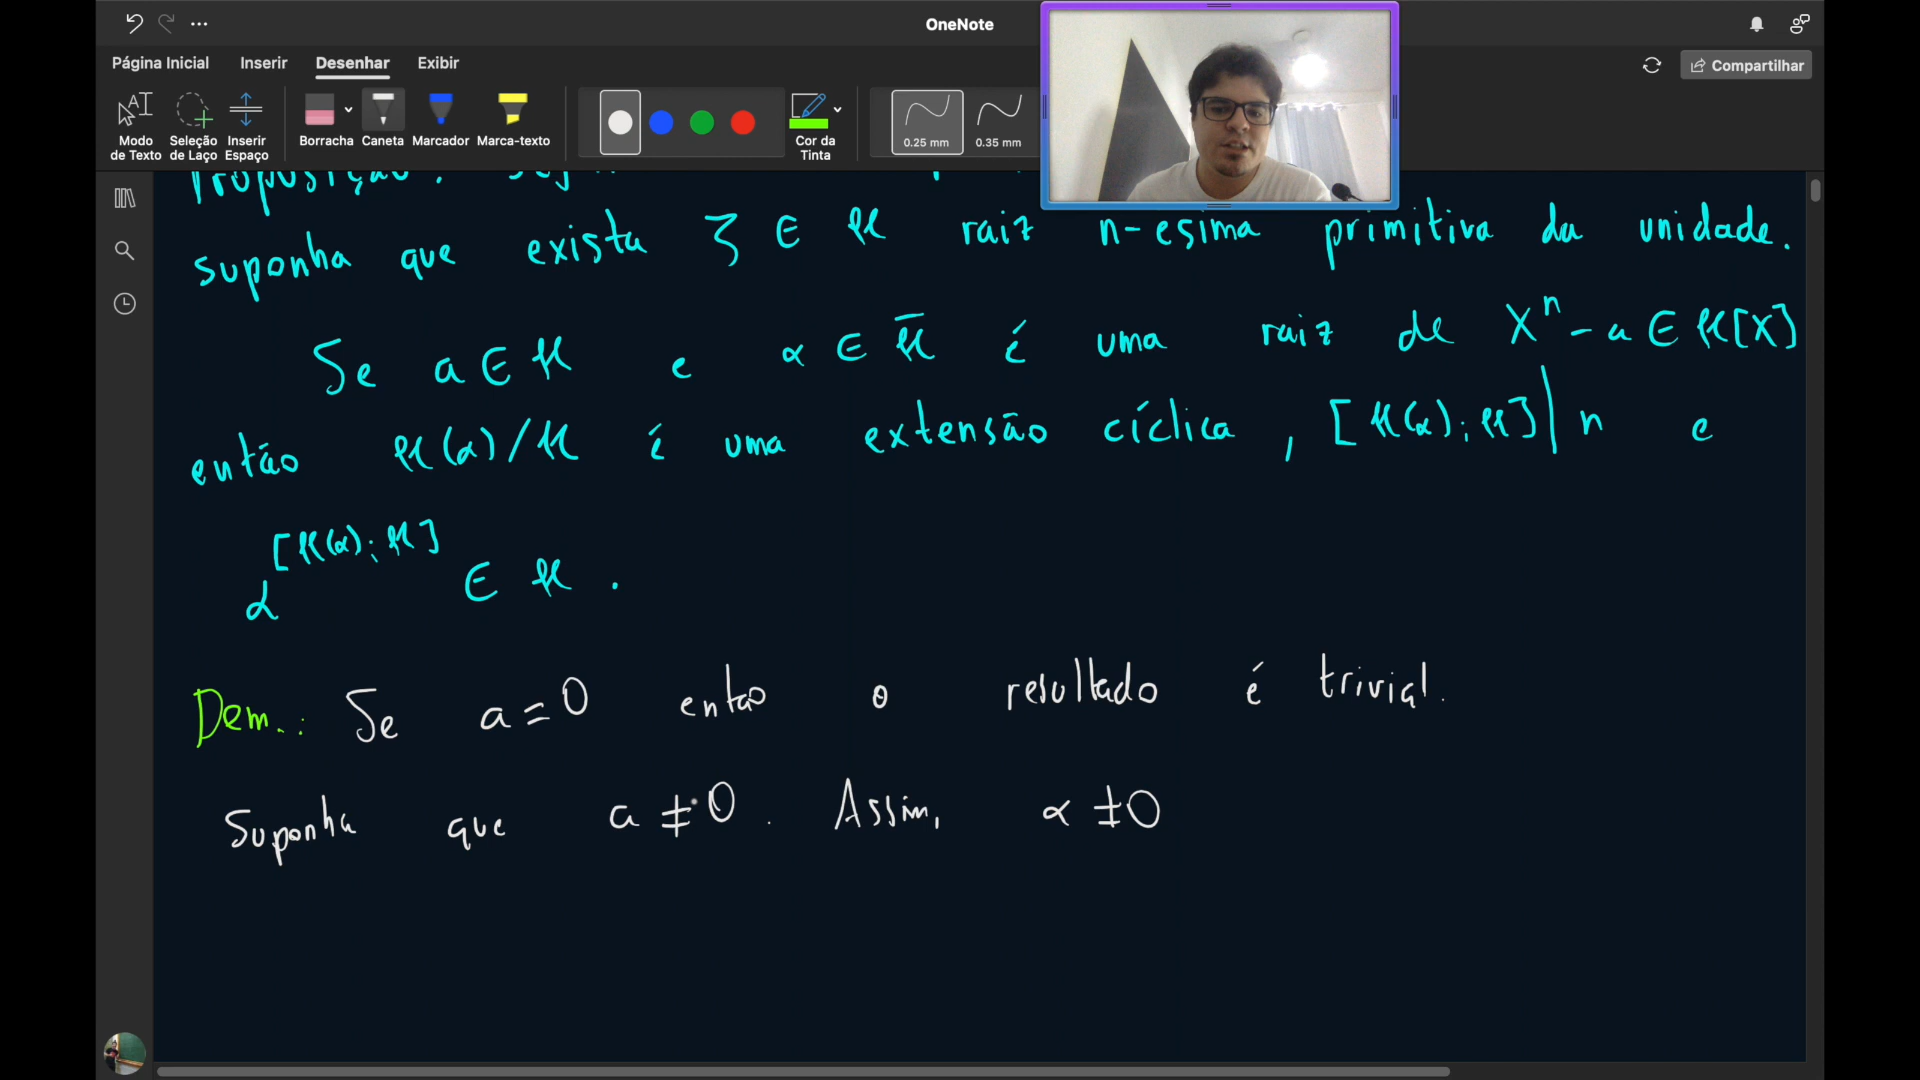 OneNote
Página Inicial Inserir Desenhar Exibir
Compartilhar
Modo de Texto
Seleção de Laço
Inserir Espaço
Borracha
Caneta
Marcador
Marca-texto
Cor da Tinta
0.25 mm
0.35 mm
Proposição:
suponha que exista ζ ∈ K raiz n-esima primitiva da unidade.
Se a ∈ K e α ∈ K̄ é uma raiz de X^n - a ∈ K[X]
então K(α)/K é uma extensão cíclica, [K(α):K] | n e
α^[K(α):K] ∈ K.
Dem.: Se a = 0 entao o resultado é trivial.
Suponha que a ≠ 0. Assim, α ≠ 0